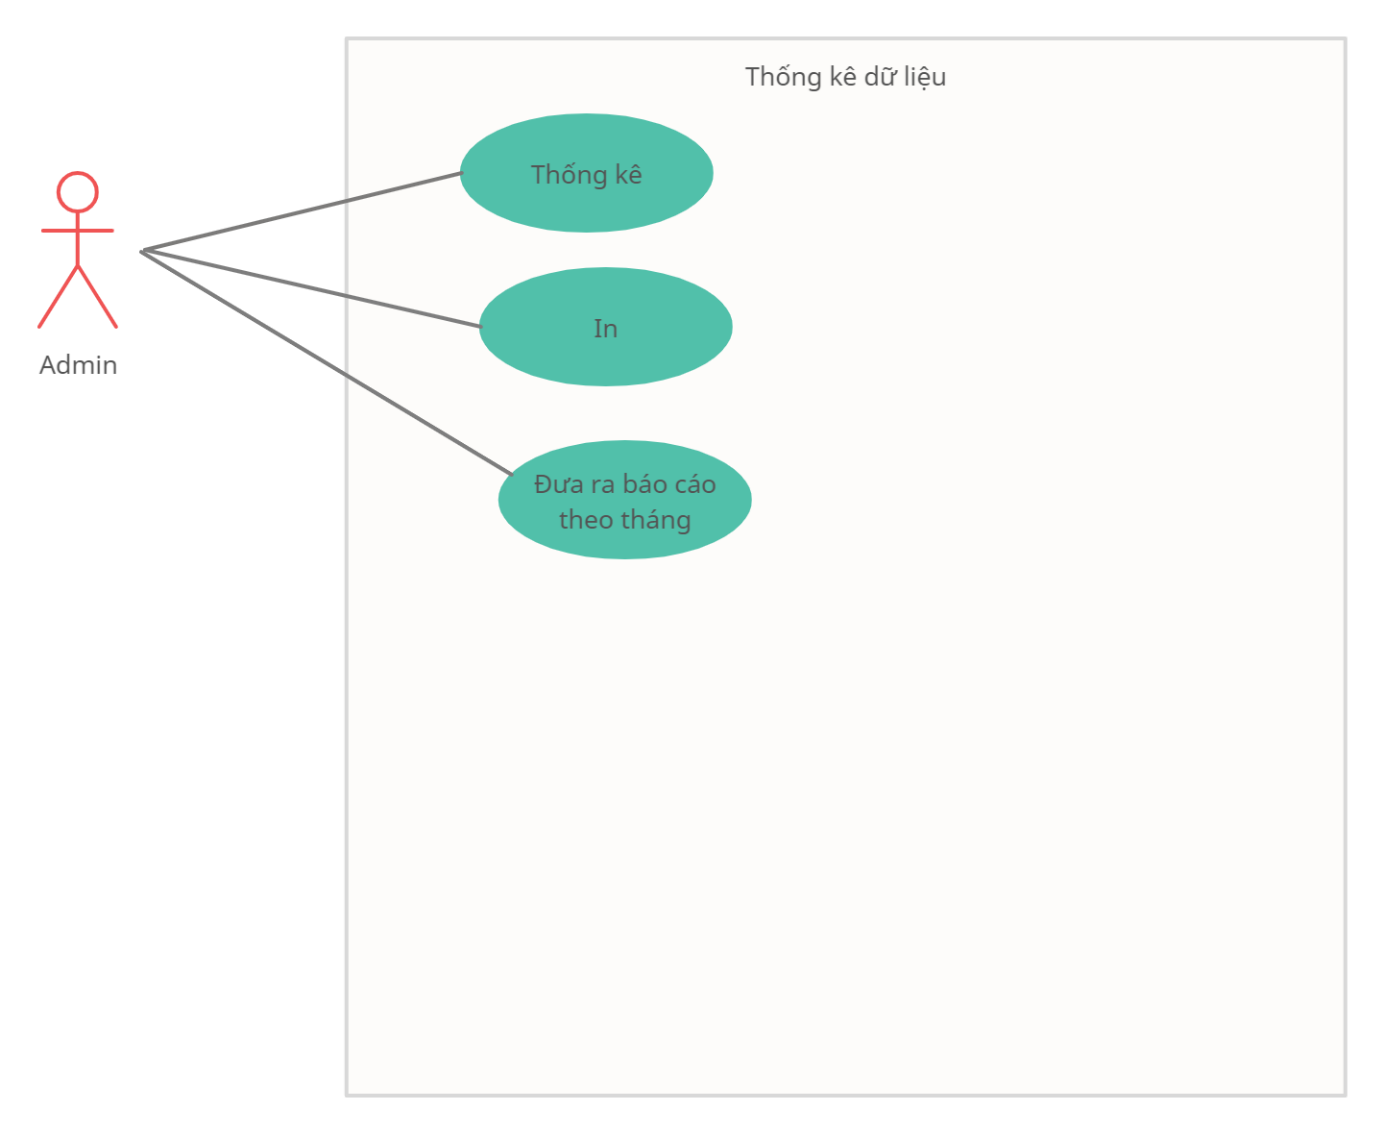 Thống kê dữ liệu
Thống kê
In
Admin
Đưa ra báo cáo
theo tháng